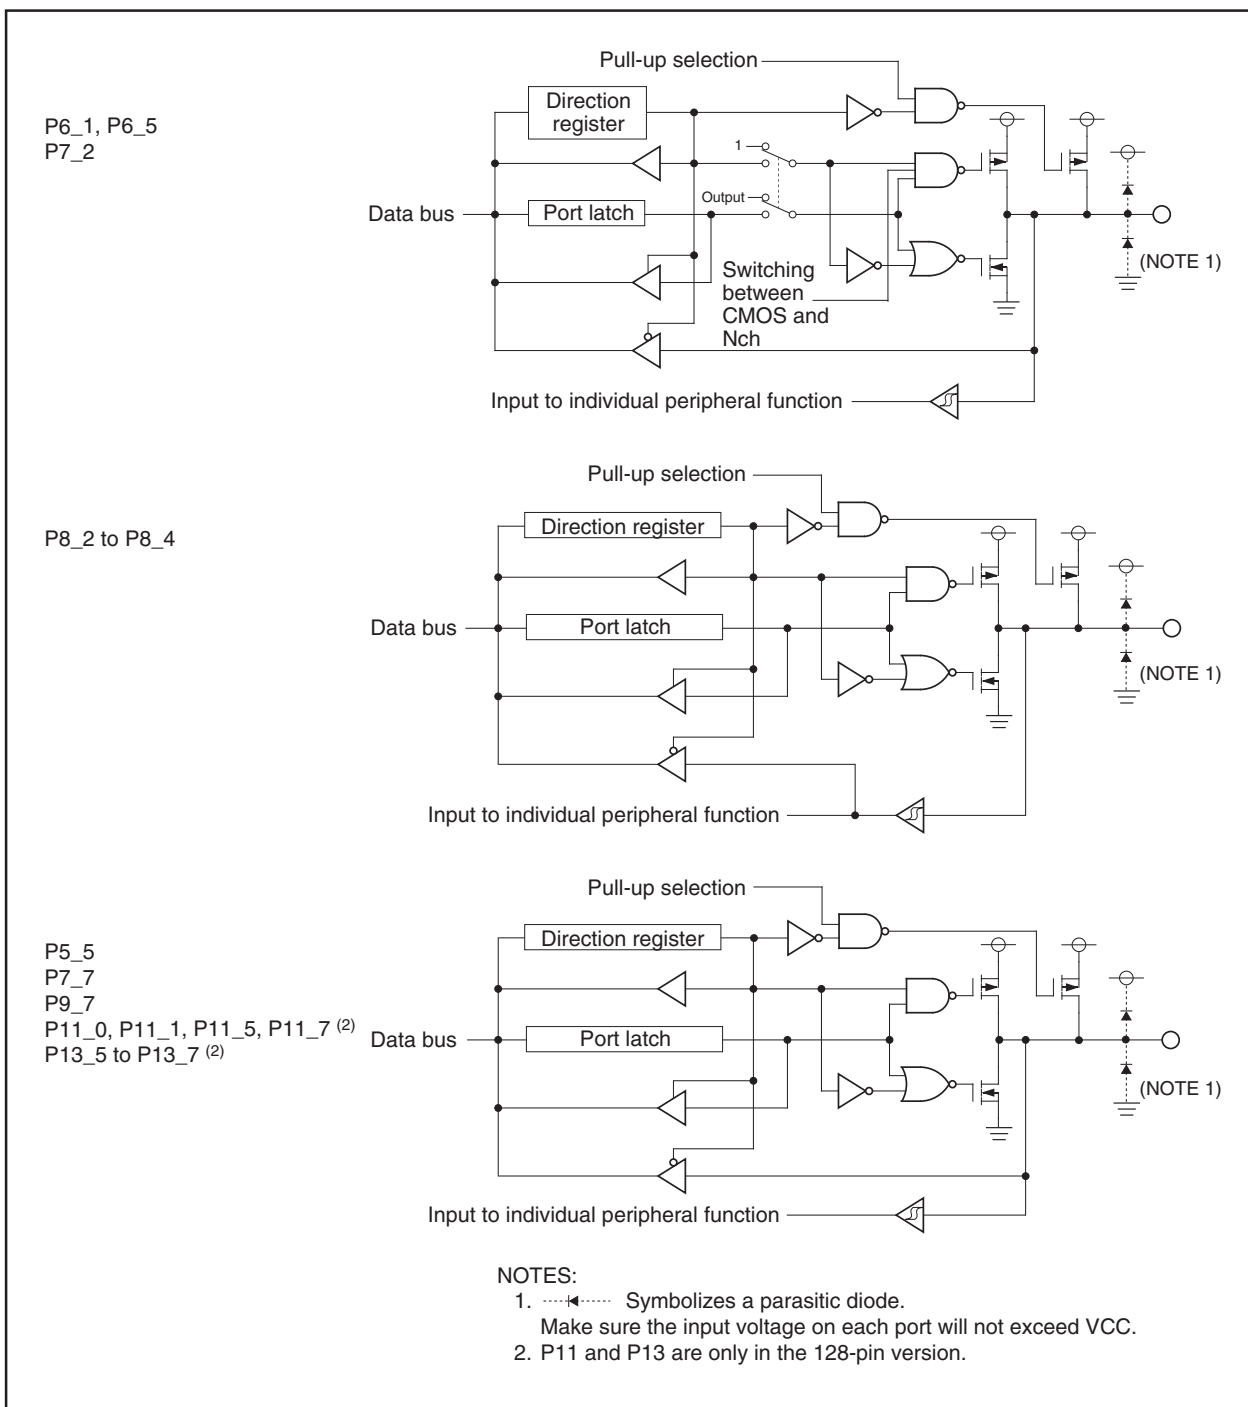 Pull-up selection
Direction
register
P6_1, P6_5
P7_2
1
Data bus
Port latch
Output
(NOTE 1)
Switching
between
CMOS and
Nch
Input to individual peripheral function
Pull-up selection
Direction register
P8_2 to P8_4
Data bus
Port latch
(NOTE 1)
Input to individual peripheral function
Pull-up selection
Direction register
P5_5
P7_7
P9_7
P11_0, P11_1, P11_5, P11_7 (2)
P13_5 to P13_7 (2)
Data bus
Port latch
(NOTE 1)
Input to individual peripheral function
NOTES:
1. Symbolizes a parasitic diode.
Make sure the input voltage on each port will not exceed VCC.
2. P11 and P13 are only in the 128-pin version.